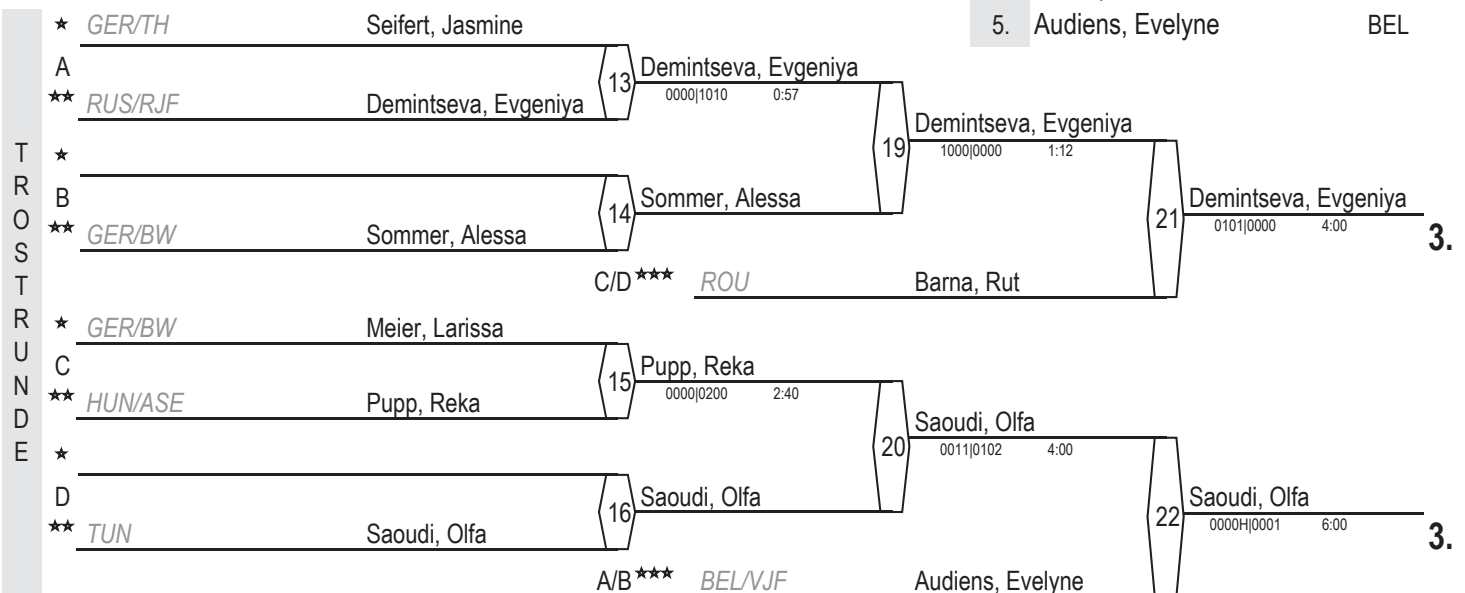 ★ GER/TH Seifert, Jasmine
5. Audiens, Evelyne BEL
A
13 Demintseva, Evgeniya
0000|1010 0:57
★★ RUS/RJF Demintseva, Evgeniya
TROSTRUNDE
19 Demintseva, Evgeniya
1000|0000 1:12
★
B
14 Sommer, Alessa
★★ GER/BW Sommer, Alessa
21 Demintseva, Evgeniya
0101|0000 4:00
3.
C/D ★★★ ROU Barna, Rut
★ GER/BW Meier, Larissa
C
15 Pupp, Reka
0000|0200 2:40
★★ HUN/ASE Pupp, Reka
20 Saoudi, Olfa
0011|0102 4:00
★
D
16 Saoudi, Olfa
★★ TUN Saoudi, Olfa
22 Saoudi, Olfa
0000H|0001 6:00
3.
A/B ★★★ BEL/VJF Audiens, Evelyne